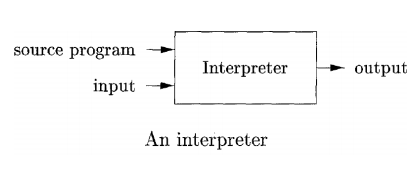 source program
Interpreter
output
input
An interpreter